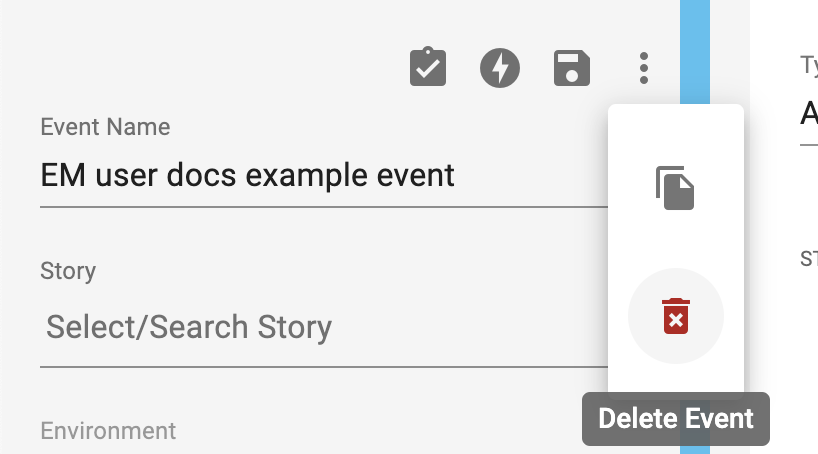 Event Name
EM user docs example event
Story
Select/Search Story
Environment
Delete Event